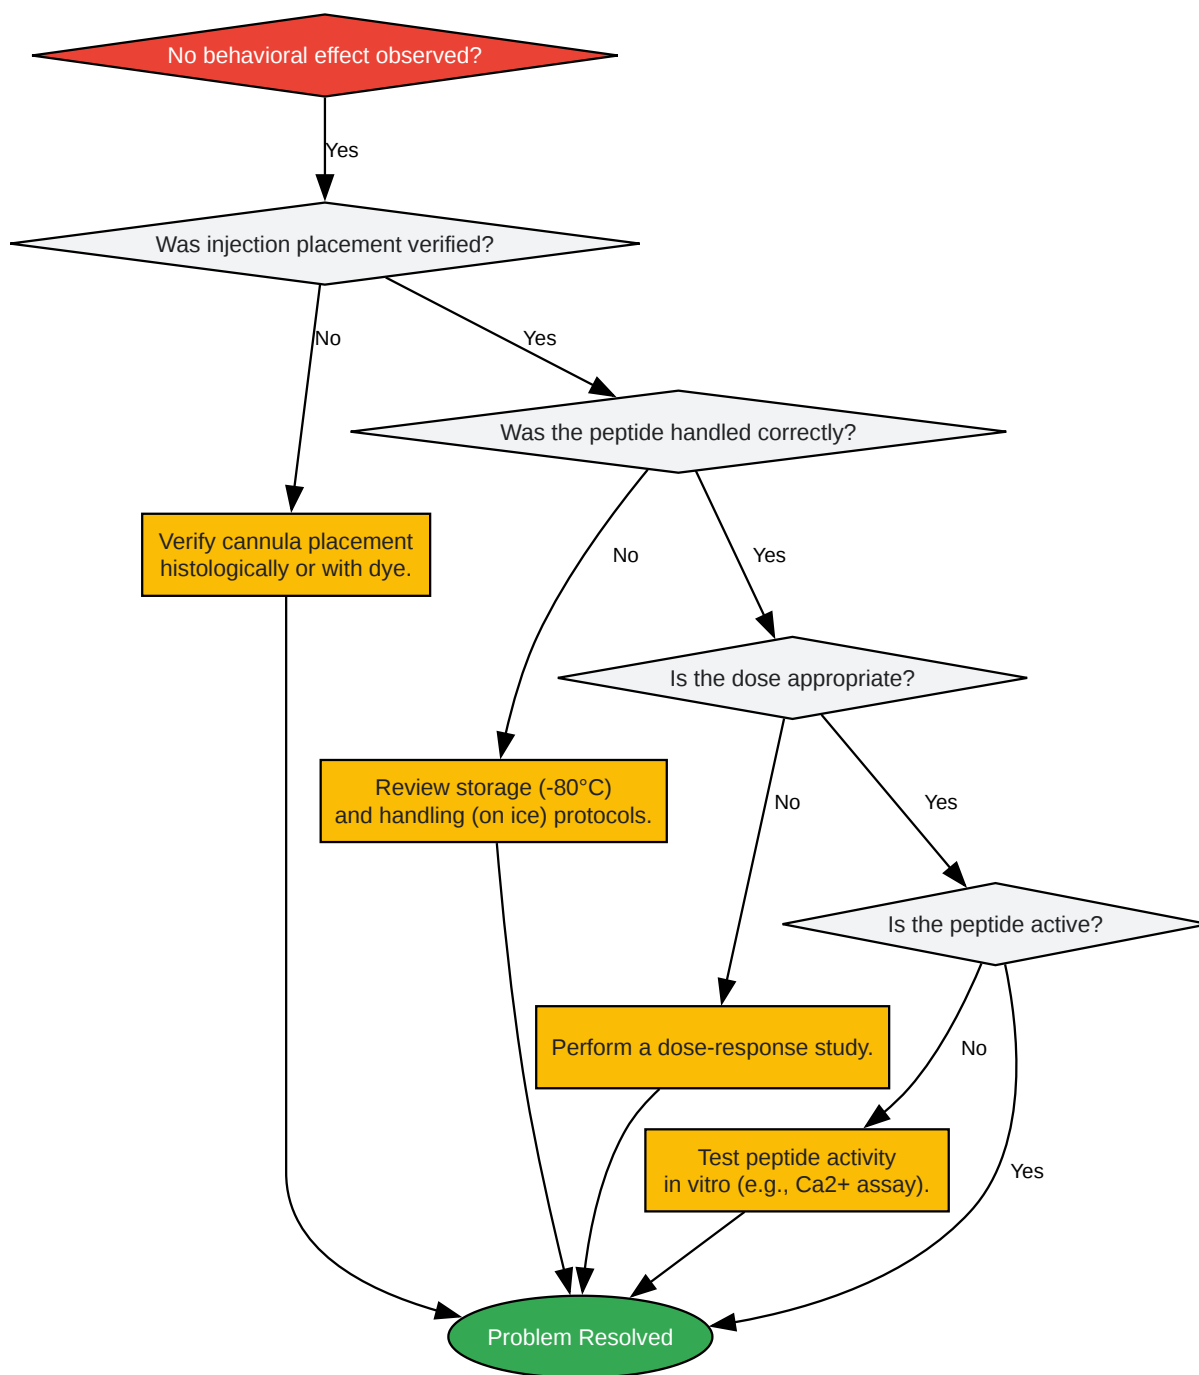 No behavioral effect observed?
Yes
Was injection placement verified?
No
Yes
Was the peptide handled correctly?
Verify cannula placement
histologically or with dye.
No
Yes
Is the dose appropriate?
Review storage (-80°C)
and handling (on ice) protocols.
No
Yes
Is the peptide active?
Perform a dose-response study.
No
Test peptide activity
in vitro (e.g., Ca2+ assay).
Yes
Problem Resolved